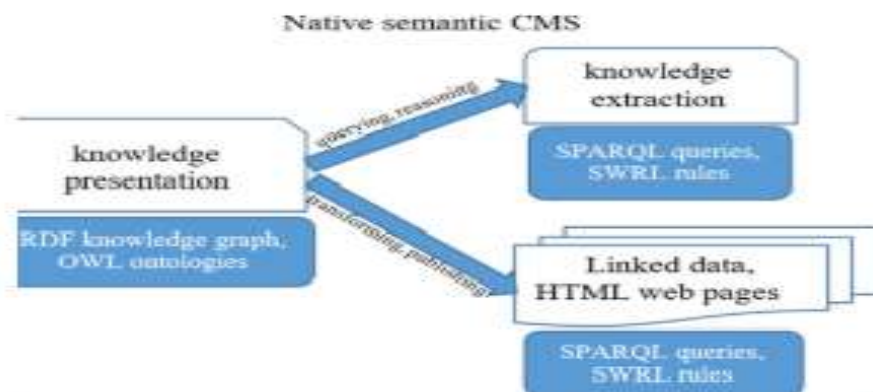 Native semantic CMS
knowledge
extraction
querying, reasoning
SPARQL queries,
SWRL rules
knowledge
presentation
RDF knowledge graph,
OWL ontologies
transforming, publishing
Linked data,
HTML web pages
SPARQL queries,
SWRL rules